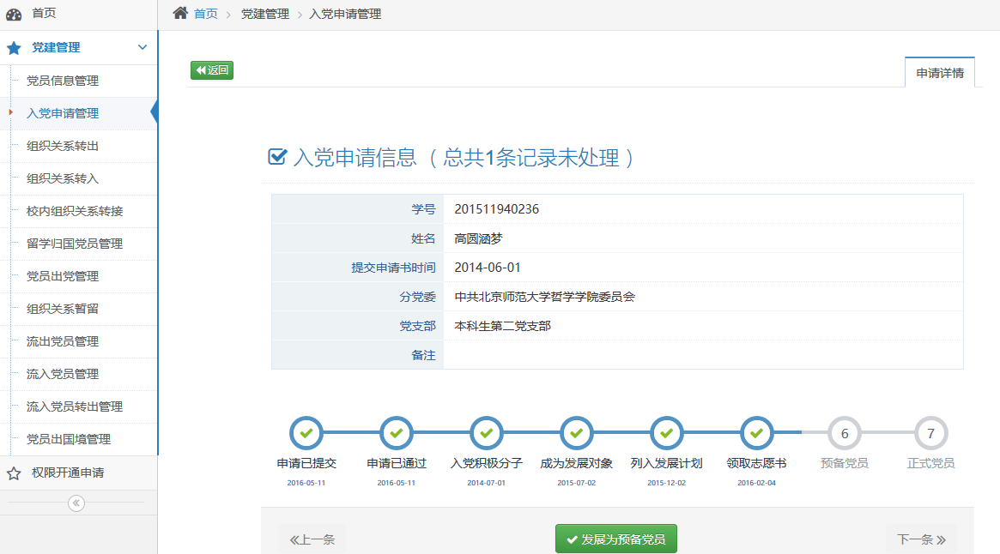 首页
党建管理
党员信息管理
入党申请管理
组织关系转出
组织关系转入
校内组织关系转接
留学归国党员管理
党员出党管理
组织关系暂留
流出党员管理
流入党员管理
流入党员转出管理
党员出国境管理
权限开通申请
首页 党建管理 入党申请管理
返回
申请详情
入党申请信息（总共1条记录未处理）
学号 201511940236
姓名 高圆涵梦
提交申请书时间 2014-06-01
分党委 中共北京师范大学哲学学院委员会
党支部 本科生第二党支部
备注
6 7
申请已提交 申请已通过 入党积极分子 成为发展对象 列入发展计划 领取志愿书 预备党员 正式党员
2016-05-11 2016-05-11 2014-07-01 2015-07-02 2015-12-02 2016-02-04
上一条 发展为预备党员 下一条